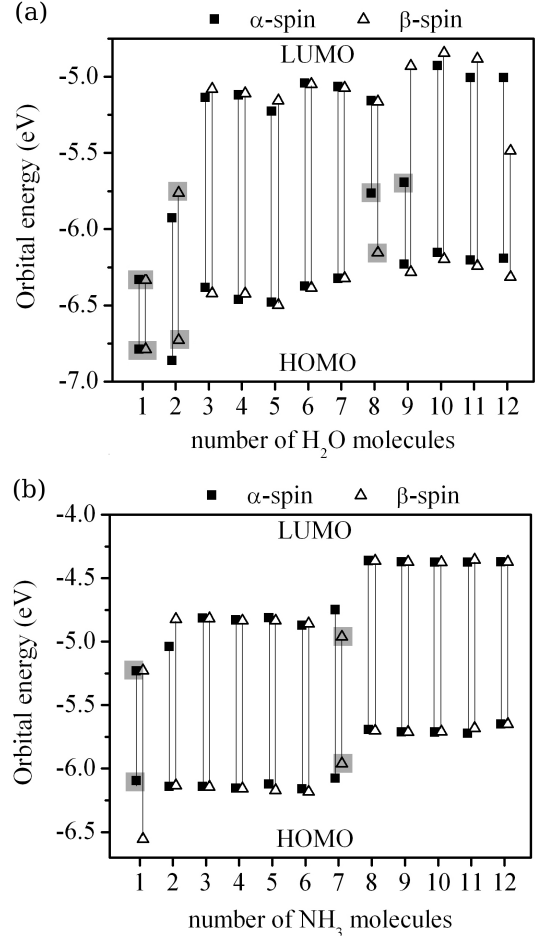 (a)
α-spin β-spin
LUMO
-5.0
-5.5
-6.0
-6.5
-7.0
Orbital energy (eV)
HOMO
1 2 3 4 5 6 7 8 9 10 11 12
number of H₂O molecules
(b)
α-spin β-spin
-4.0
LUMO
-4.5
-5.0
-5.5
-6.0
-6.5
Orbital energy (eV)
HOMO
1 2 3 4 5 6 7 8 9 10 11 12
number of NH₃ molecules